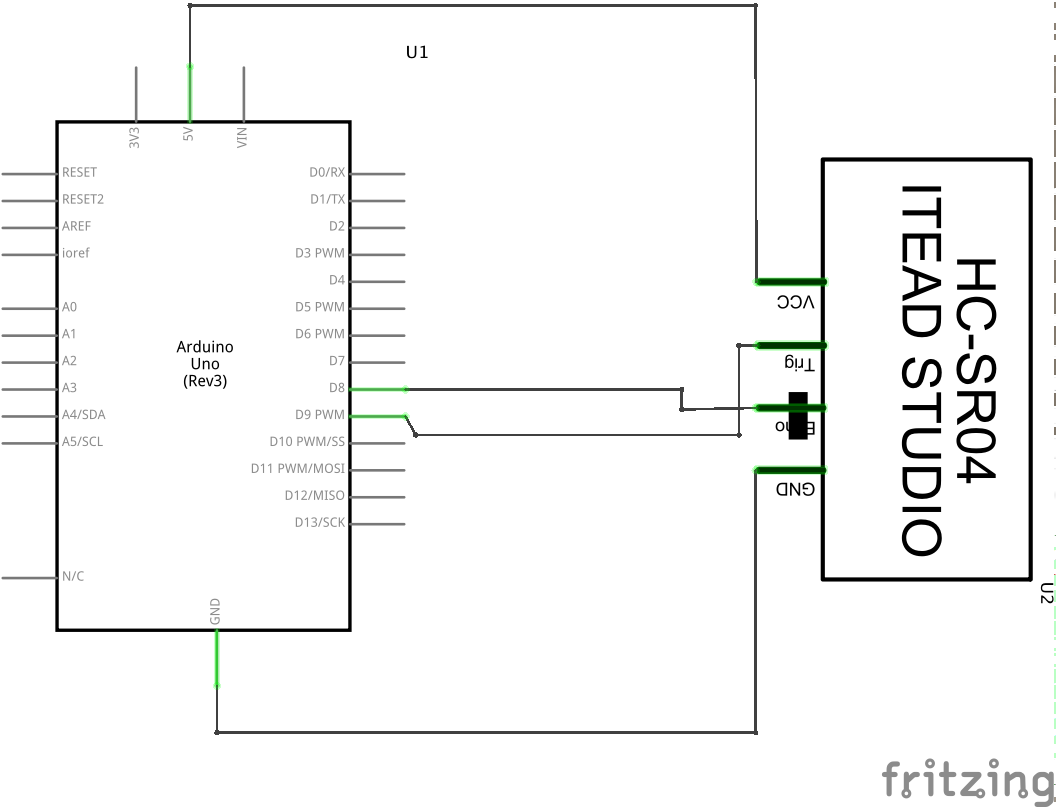 U1
3V3
5V
VIN
RESET
RESET2
AREF
ioref
A0
A1
A2
A3
A4/SDA
A5/SCL
N/C
Arduino
Uno
(Rev3)
D0/RX
D1/TX
D2
D3 PWM
D4
D5 PWM
D6 PWM
D7
D8
D9 PWM
D10 PWM/SS
D11 PWM/MOSI
D12/MISO
D13/SCK
GND
VCC
Trig
GND
HC-SR04
ITEAD STUDIO
U2
fritzing